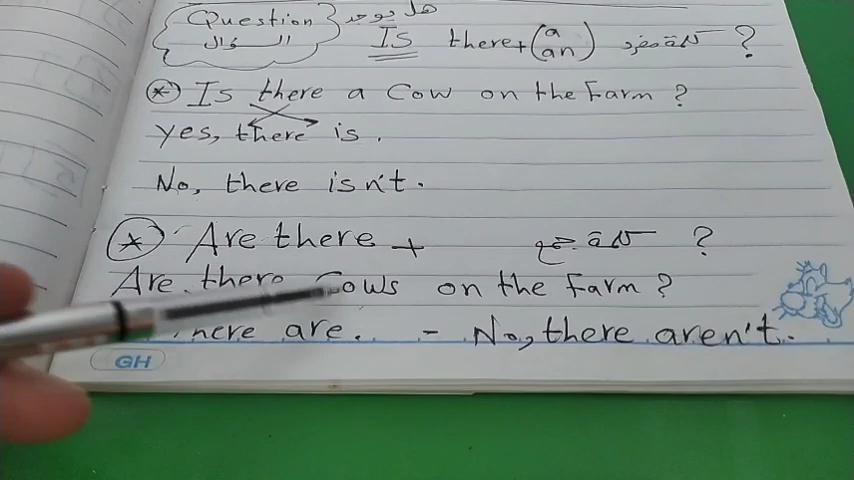 Question هل يوجد
السؤال Is there + (a an) كلمة مفرد ?
* Is there a Cow on the Farm ?
Yes, there is.
No, there isn't.
* Are there + كلمة جمع ?
Are there Cows on the Farm ?
there are. - No, there aren't.
GH